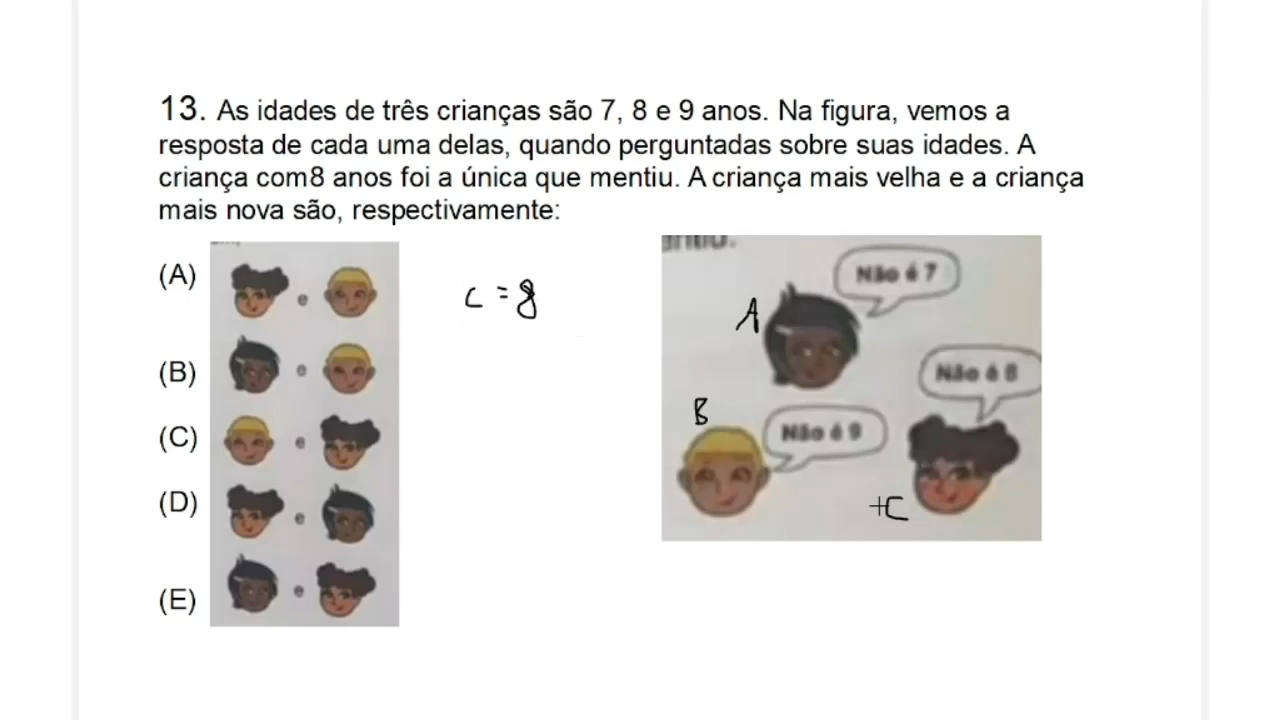 13. As idades de três crianças são 7, 8 e 9 anos. Na figura, vemos a
resposta de cada uma delas, quando perguntadas sobre suas idades. A
criança com8 anos foi a única que mentiu. A criança mais velha e a criança
mais nova são, respectivamente:
(A)
e
(B)
e
(C)
e
(D)
e
(E)
e
C = 8
Não é 7
A
Não é 8
B
Não é 9
+C